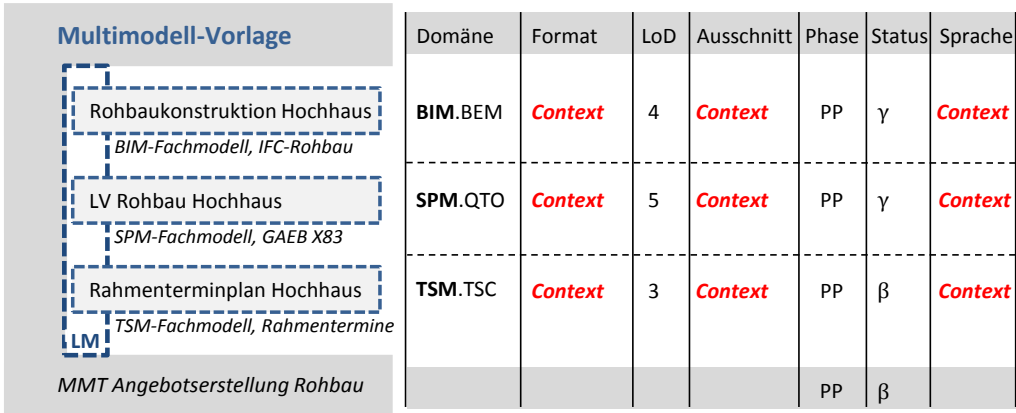 Multimodell-Vorlage
Rohbaukonstruktion Hochhaus
BIM-Fachmodell, IFC-Rohbau
LV Rohbau Hochhaus
SPM-Fachmodell, GAEB X83
Rahmenterminplan Hochhaus
TSM-Fachmodell, Rahmentermine
LM
MMT Angebotserstellung Rohbau
Domäne Format LoD Ausschnitt Phase Status Sprache
BIM.BEM Context 4 Context PP γ Context
SPM.QTO Context 5 Context PP γ Context
TSM.TSC Context 3 Context PP β Context
PP β